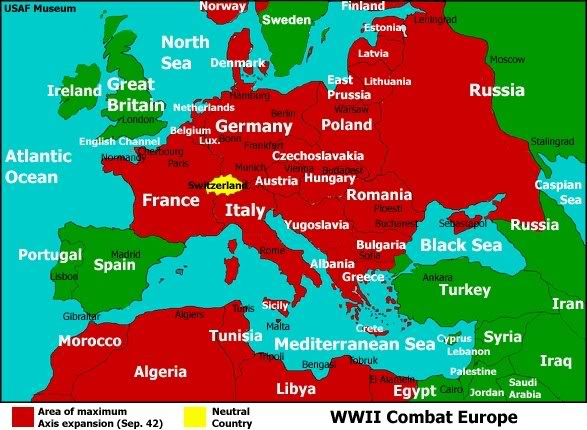 USAF Museum
Norway
Finland
Sweden
Leningrad
Estonian
North
Sea
Latvia
Moscow
Denmark
Lithuania
East
Prussia
Russia
Ireland
Great
Britain
London
Netherlands
Hamburg
Berlin
Warsaw
Poland
Germany
English Channel
Belgium
Lux.
Bonn
Frankfurt
Stalingrad
Atlantic
Ocean
Normandy
Cherbourg
Paris
Czechoslavakia
Munich
Vienna
Budapest
Switzerland
Austria
Hungary
Caspian
Sea
France
Romania
Ploesti
Italy
Yugoslavia
Bucharest
Sebastapol
Russia
Bulgaria
Sofia
Black Sea
Portugal
Madrid
Spain
Lisbon
Rome
Albania
Greece
Ankara
Turkey
Iran
Gibraltar
Algiers
Tunis
Sicily
Malta
Crete
Morocco
Tunisia
Mediterranean Sea
Cyprus
Syria
Lebanon
Iraq
Algeria
Tripoli
Bengasi
Tobruk
Palestine
Libya
El Alamein
Egypt
Cairo
Jordan
Saudi
Arabia
Area of maximum
Axis expansion (Sep. 42)
Neutral
Country
WWII Combat Europe